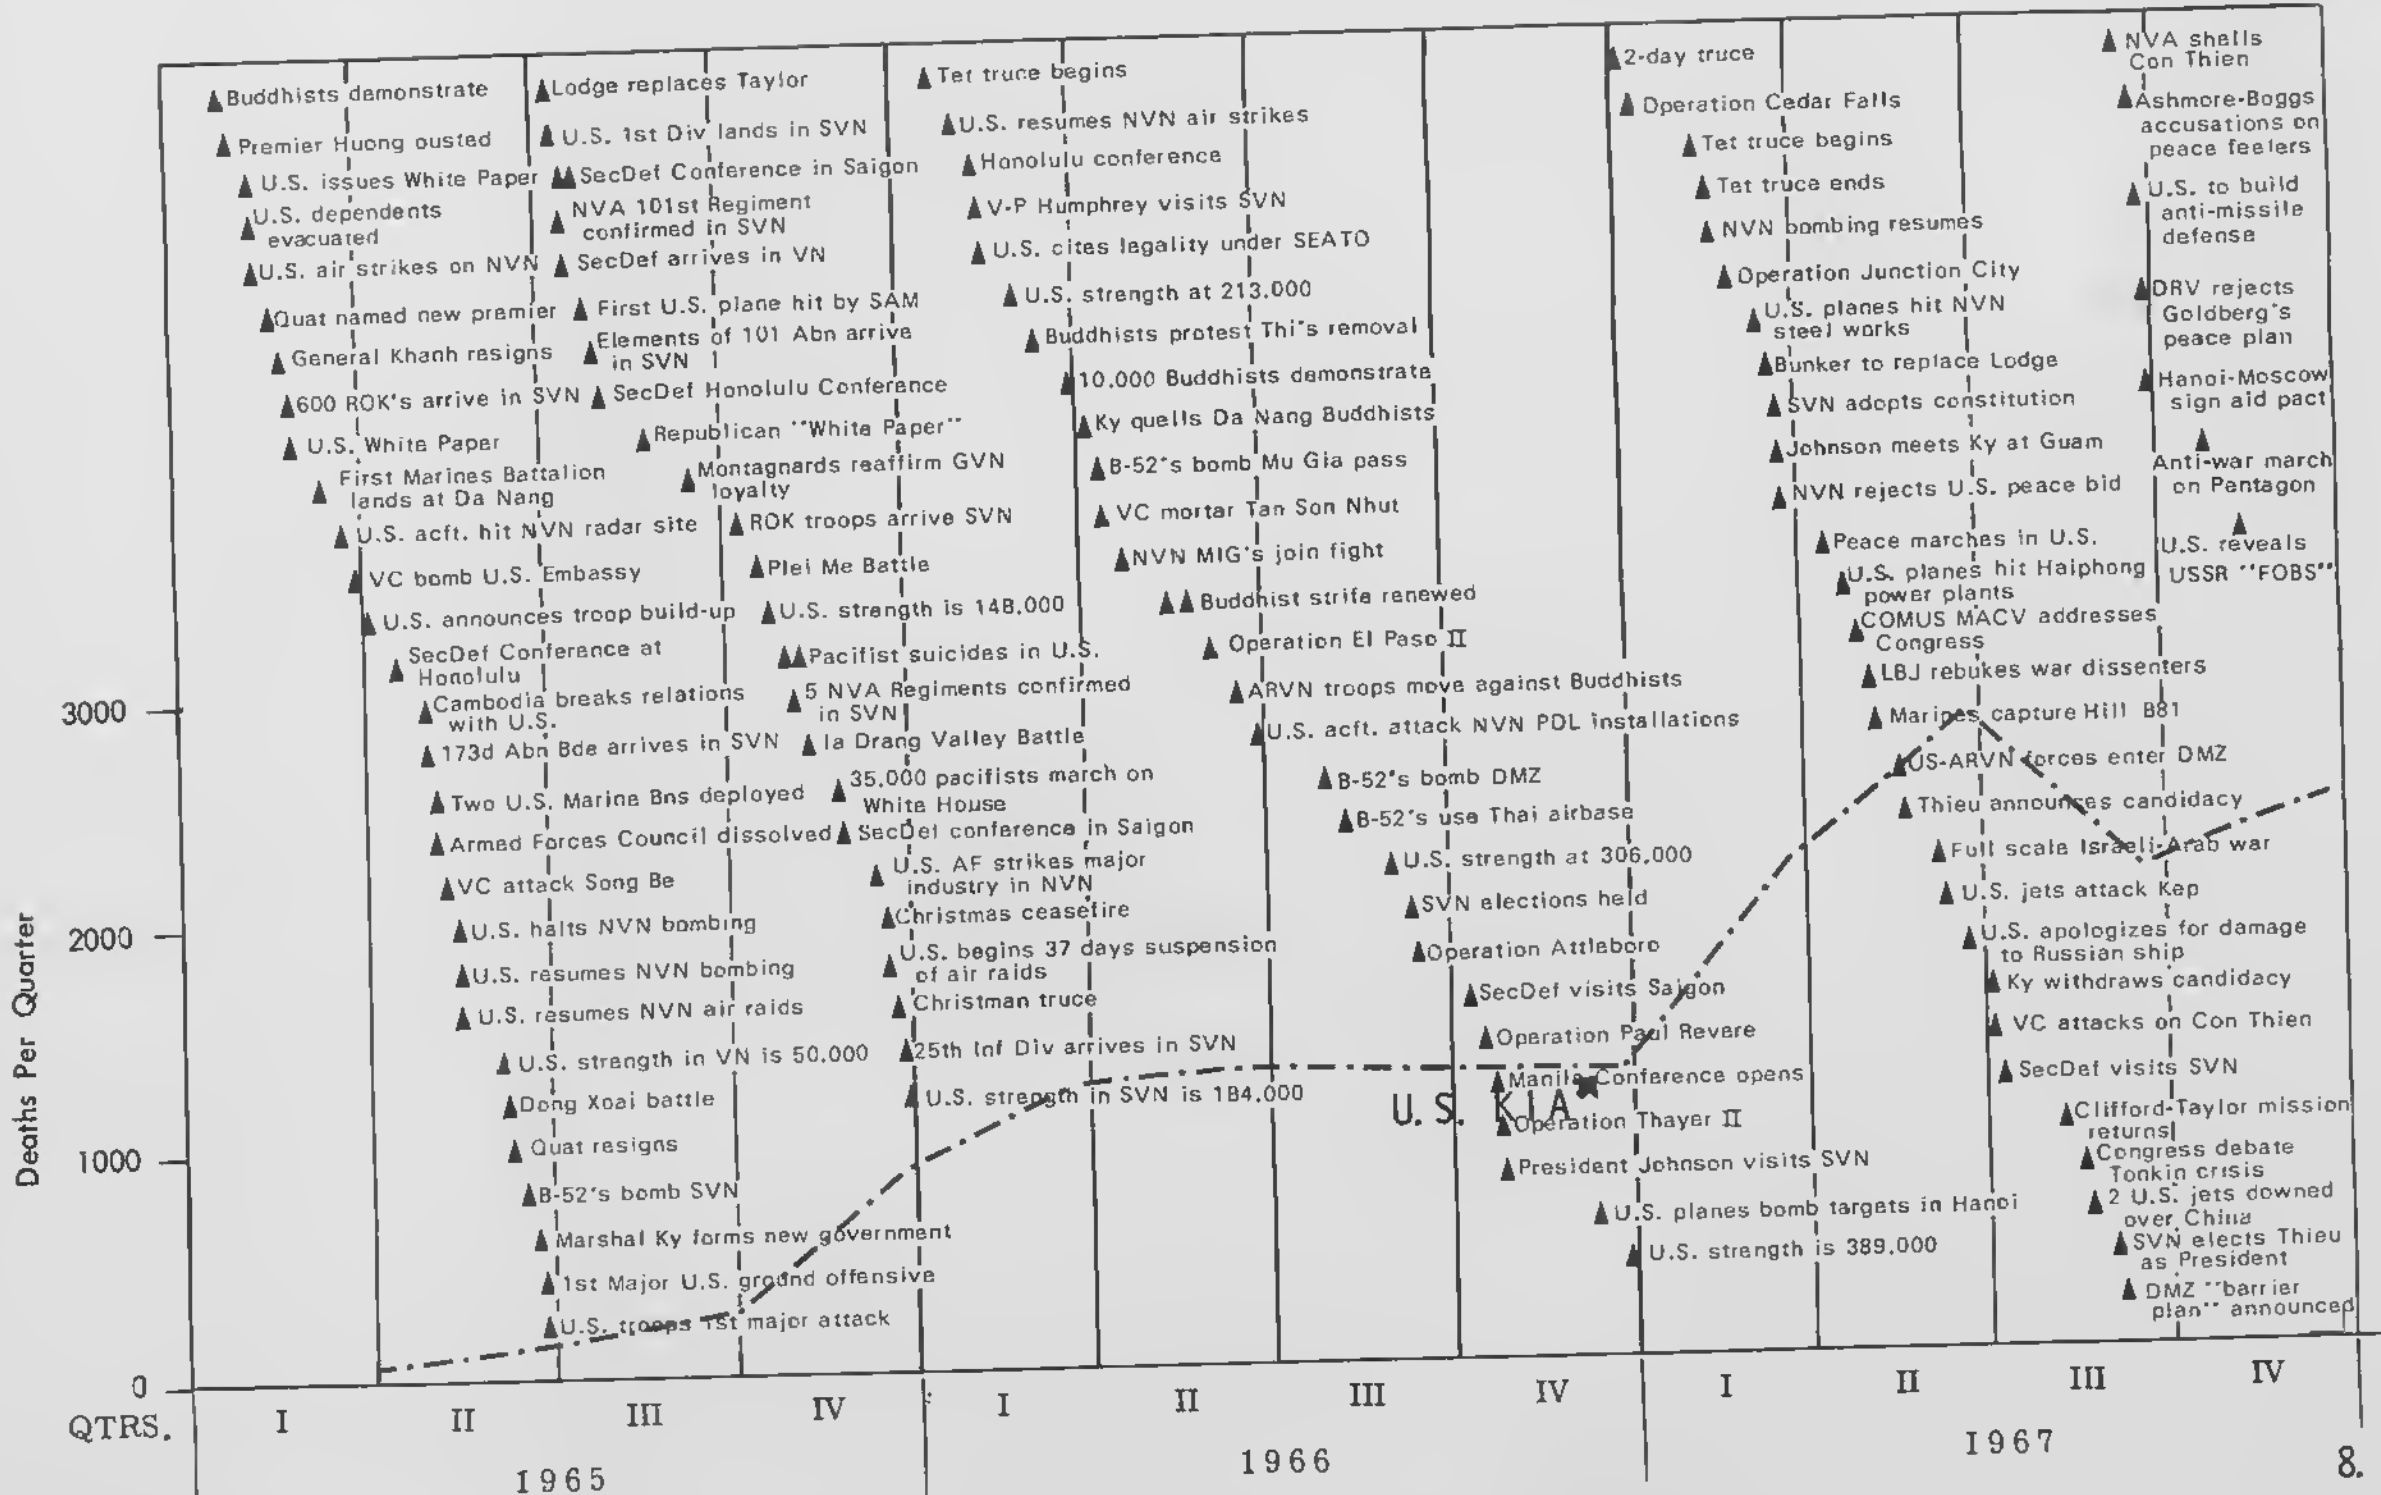 Buddhists demonstrate
Premier Huong ousted
U.S. issues White Paper
U.S. dependents
evacuated
U.S. air strikes on NVN
Quat named new premier
General Khanh resigns
600 ROK's arrive in SVN
U.S. White Paper
First Marines Battalion
lands at Da Nang
U.S. acft. hit NVN radar site
VC bomb U.S. Embassy
U.S. announces troop build-up
SecDef Conference at
Honolulu
Cambodia breaks relations
with U.S.
173d Abn Bde arrives in SVN
Two U.S. Marine Bns deployed
Armed Forces Council dissolved
VC attack Song Be
U.S. halts NVN bombing
U.S. resumes NVN bombing
U.S. resumes NVN air raids
U.S. strength in VN is 50,000
Dong Xoai battle
Quat resigns
B-52's bomb SVN
Marshal Ky forms new government
1st Major U.S. ground offensive
U.S. troops 1st major attack
Lodge replaces Taylor
U.S. 1st Div lands in SVN
SecDef Conference in Saigon
NVA 101st Regiment
confirmed in SVN
SecDef arrives in VN
First U.S. plane hit by SAM
Elements of 101 Abn arrive
in SVN
SecDef Honolulu Conference
Republican "White Paper"
Montagnards reaffirm GVN
loyalty
ROK troops arrive SVN
Plei Me Battle
U.S. strength is 148,000
Pacifist suicides in U.S.
5 NVA Regiments confirmed
in SVN
Ia Drang Valley Battle
35,000 pacifists march on
White House
SecDef conference in Saigon
U.S. AF strikes major
industry in NVN
Christmas ceasefire
U.S. begins 37 days suspension
of air raids
Christman truce
25th Inf Div arrives in SVN
U.S. strength in SVN is 184,000
Tet truce begins
U.S. resumes NVN air strikes
Honolulu conference
V-P Humphrey visits SVN
U.S. cites legality under SEATO
U.S. strength at 213,000
Buddhists protest Thi's removal
10,000 Buddhists demonstrate
Ky quells Da Nang Buddhists
B-52's bomb Mu Gia pass
VC mortar Tan Son Nhut
NVN MIG's join fight
Buddhist strife renewed
Operation El Paso II
ARVN troops move against Buddhists
U.S. acft. attack NVN POL installations
B-52's bomb DMZ
B-52's use Thai airbase
U.S. strength at 306,000
SVN elections held
Operation Attleboro
SecDef visits Saigon
Operation Paul Revere
Manila Conference opens
U.S. KIA*
Operation Thayer II
President Johnson visits SVN
U.S. planes bomb targets in Hanoi
U.S. strength is 389,000
2-day truce
Operation Cedar Falls
Tet truce begins
Tet truce ends
NVN bombing resumes
Operation Junction City
U.S. planes hit NVN
steel works
Bunker to replace Lodge
SVN adopts constitution
Johnson meets Ky at Guam
NVN rejects U.S. peace bid
Peace marches in U.S.
U.S. planes hit Haiphong
power plants
COMUS MACV addresses
Congress
LBJ rebukes war dissenters
Marines capture Hill 881
US-ARVN forces enter DMZ
Thieu announces candidacy
Full scale Israeli-Arab war
U.S. jets attack Kep
U.S. apologizes for damage
to Russian ship
Ky withdraws candidacy
VC attacks on Con Thien
SecDef visits SVN
Clifford-Taylor mission
returns
Congress debate
Tonkin crisis
2 U.S. jets downed
over China
SVN elects Thieu
as President
DMZ "barrier
plan" announced
NVA shells
Con Thien
Ashmore-Boggs
accusations on
peace feelers
U.S. to build
anti-missile
defense
DRV rejects
Goldberg's
peace plan
Hanoi-Moscow
sign aid pact
Anti-war march
on Pentagon
U.S. reveals
USSR "FOBS"
Deaths Per Quarter
3000
2000
1000
0
QTRS.
I
II
III
IV
I
II
III
IV
I
II
III
IV
1965
1966
1967
8.